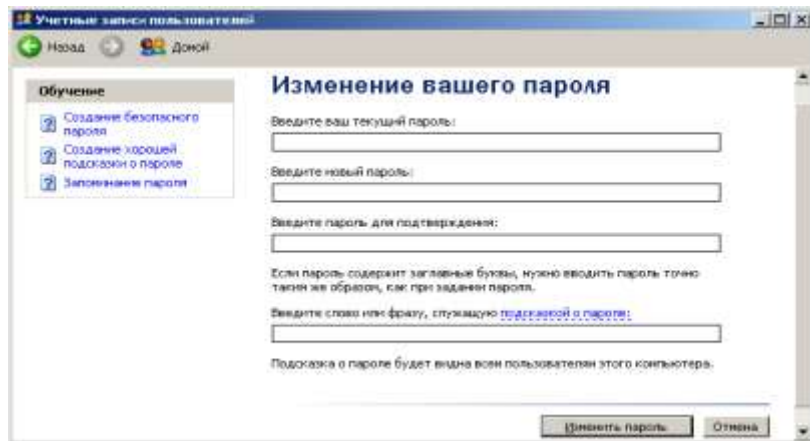 Учетные записи пользователей
Назад
Домой
Обучение
Создание безопасного
пароля
Создание хорошей
подсказки о пароле
Запоминание пароля
Изменение вашего пароля
Введите ваш текущий пароль:
Введите новый пароль:
Введите пароль для подтверждения:
Если пароль содержит заглавные буквы, нужно вводить пароль точно
таким же образом, как при задании пароля.
Введите слово или фразу, служащую подсказкой о пароле:
Подсказка о пароле будет видна всем пользователям этого компьютера.
Изменить пароль
Отмена